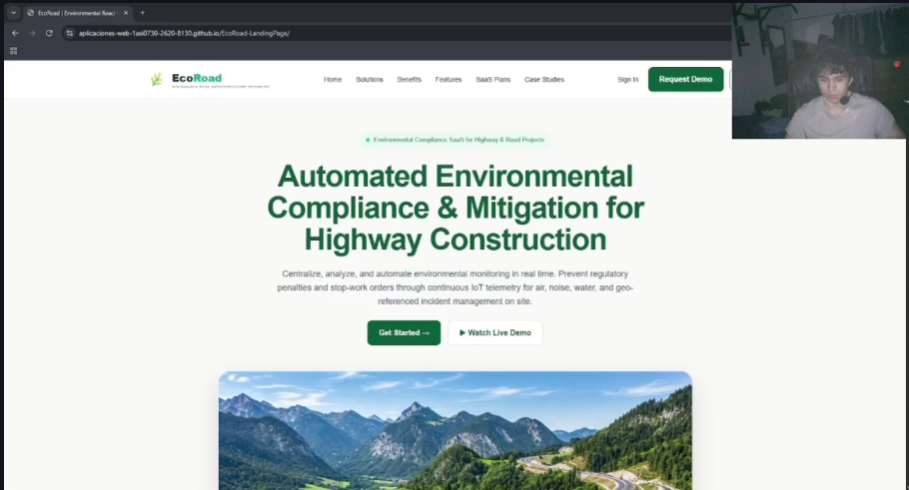 EcoRoad | Environmental Road
aplicaciones-web-1asi0730-2620-8130.github.io/EcoRoad-LandingPage/
EcoRoad
Home Solutions Benefits Features SaaS Plans Case Studies Sign In Request Demo
Environmental Compliance SaaS for Highway & Road Projects
Automated Environmental
Compliance & Mitigation for
Highway Construction
Centralize, analyze, and automate environmental monitoring in real time. Prevent regulatory
penalties and stop-work orders through continuous IoT telemetry for air, noise, water, and geo-
referenced incident management on site.
Get Started → ▶ Watch Live Demo